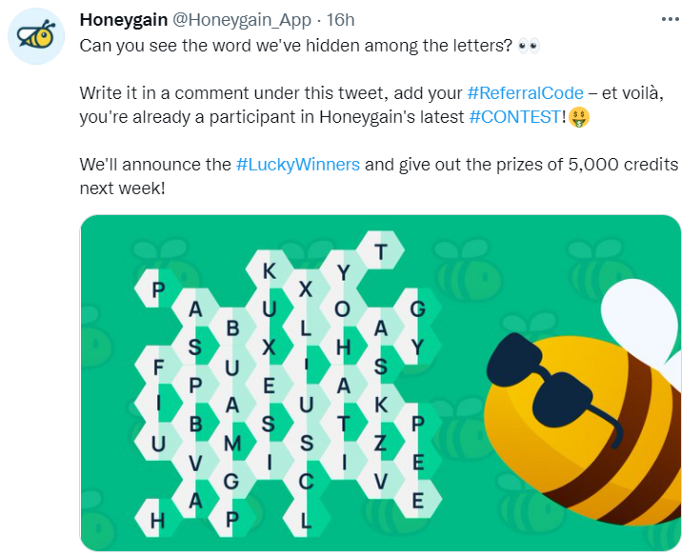 Honeygain @Honeygain_App · 16h
Can you see the word we've hidden among the letters? 👀
Write it in a comment under this tweet, add your #ReferralCode – et voilà,
you're already a participant in Honeygain's latest #CONTEST!🤑
We'll announce the #LuckyWinners and give out the prizes of 5,000 credits
next week!
T
K Y
P X
A U O G
B L A
S X H Y
F U I S
P E A
I A U K
B S T P
U M S Z
V I I E
G C V
A E
H P L